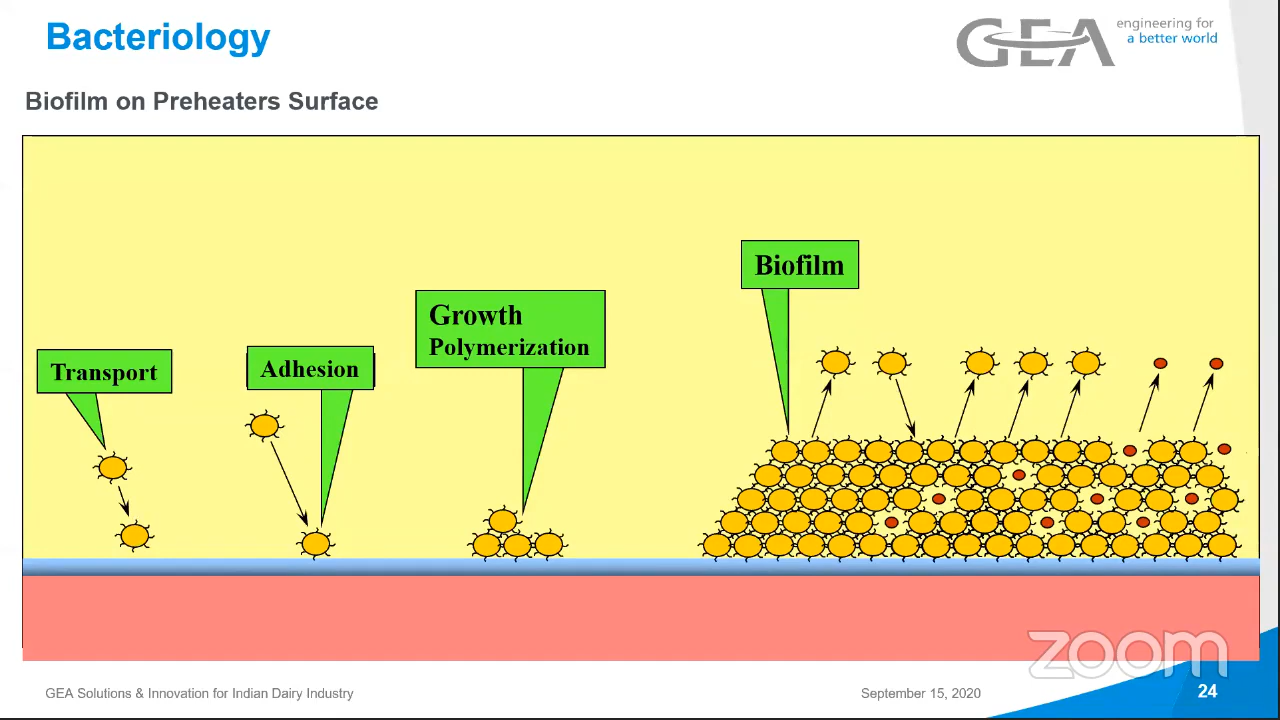 Bacteriology
GEA
engineering for
a better world
Biofilm on Preheaters Surface
Biofilm
Growth
Polymerization
Adhesion
Transport
zoom
GEA Solutions & Innovation for Indian Dairy Industry
September 15, 2020
24